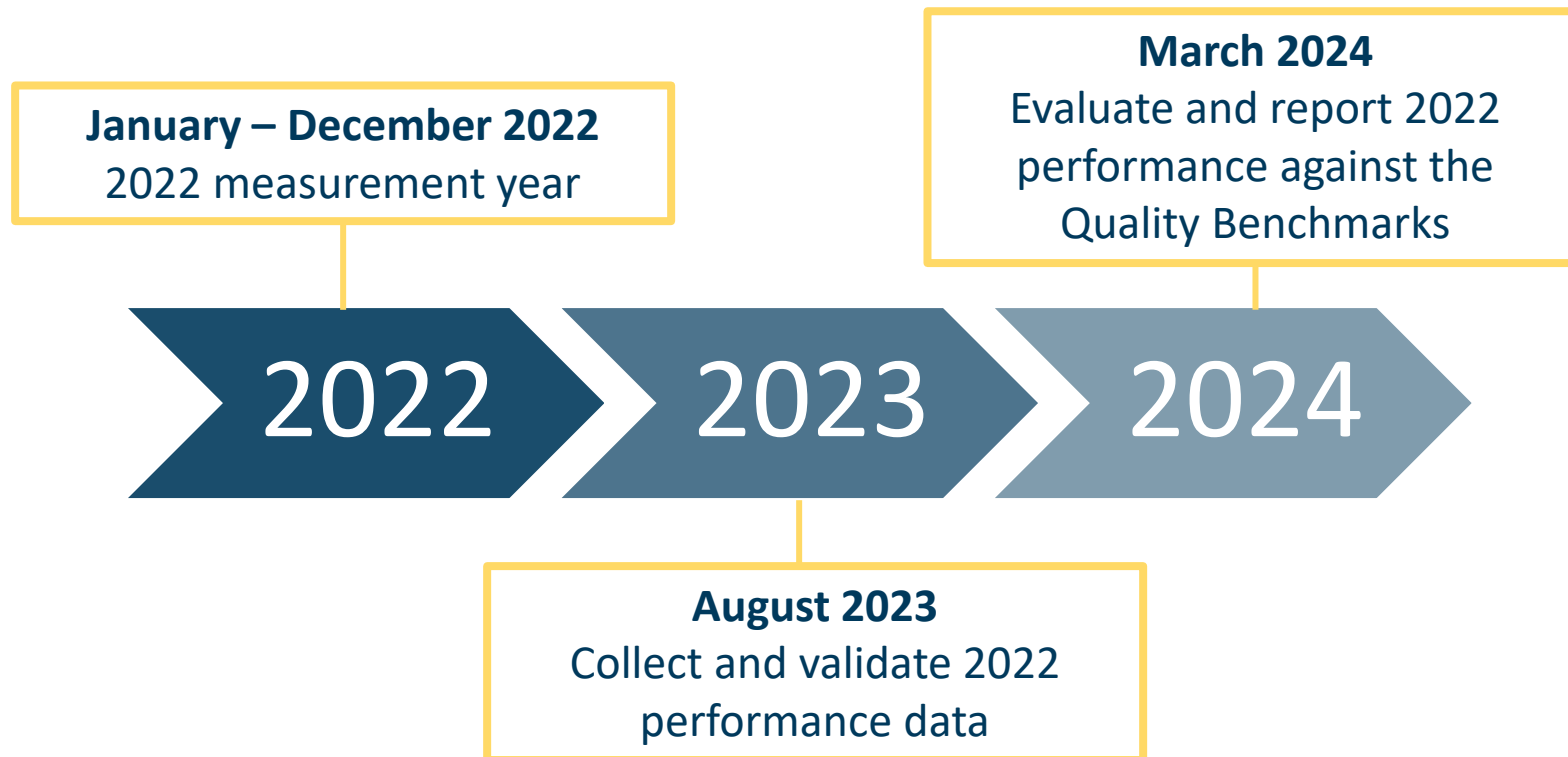 January – December 2022
2022 measurement year
March 2024
Evaluate and report 2022
performance against the
Quality Benchmarks
2022
2023
2024
August 2023
Collect and validate 2022
performance data